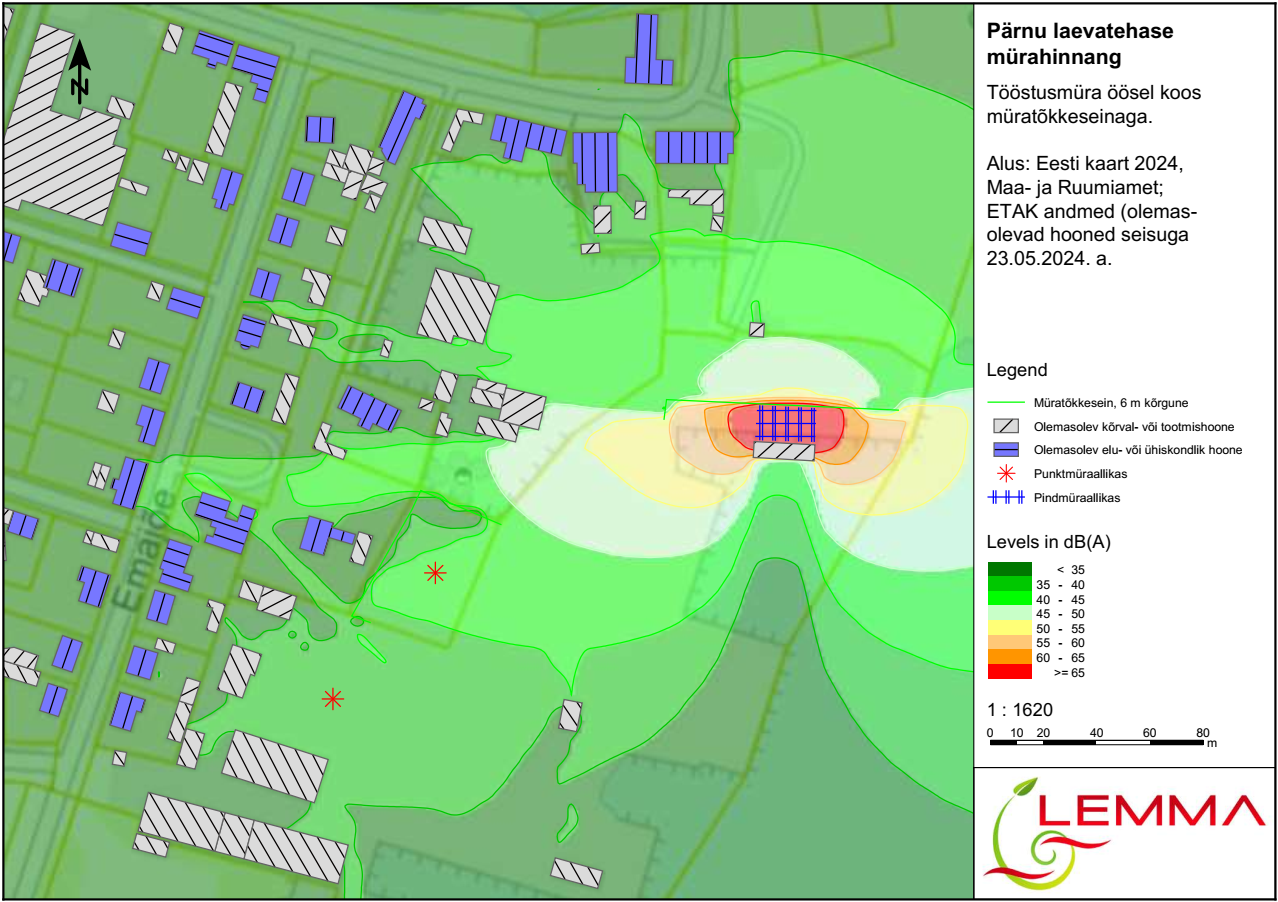 Pärnu laevatehase
mürahinnang
Tööstusmüra öösel koos
müratõkkeseinaga.
Alus: Eesti kaart 2024,
Maa- ja Ruumiamet;
ETAK andmed (olemas-
olevad hooned seisuga
23.05.2024. a.
Legend
Müratõkkesein, 6 m kõrgune
Olemasolev kõrval- või tootmishoone
Olemasolev elu- või ühiskondlik hoone
Punktmüraallikas
Pindmüraallikas
Levels in dB(A)
< 35
35 - 40
40 - 45
45 - 50
50 - 55
55 - 60
60 - 65
>= 65
1 : 1620
0 10 20 40 60 80
m
LEMMA
N
Emajõe